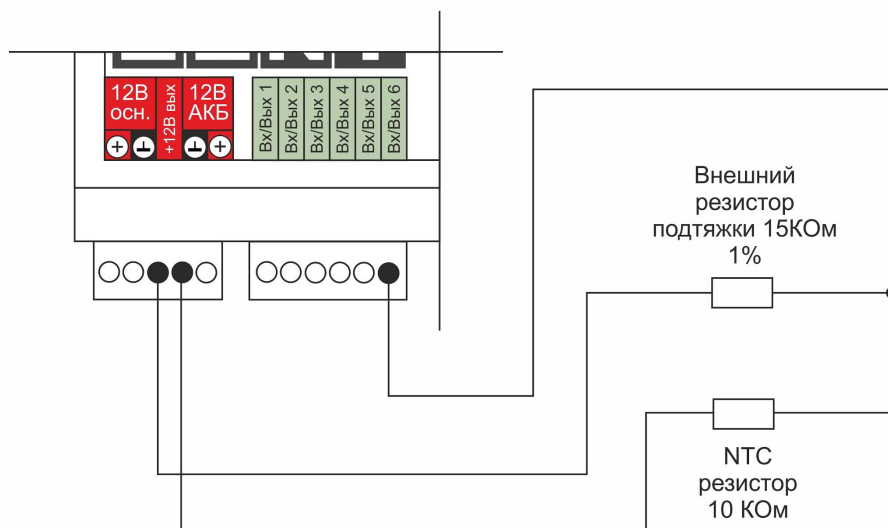 12В
осн.
+12В вых
12В
АКБ
Вх/Вых 1
Вх/Вых 2
Вх/Вых 3
Вх/Вых 4
Вх/Вых 5
Вх/Вых 6
Внешний
резистор
подтяжки 15КОм
1%
NTC
резистор
10 КОм